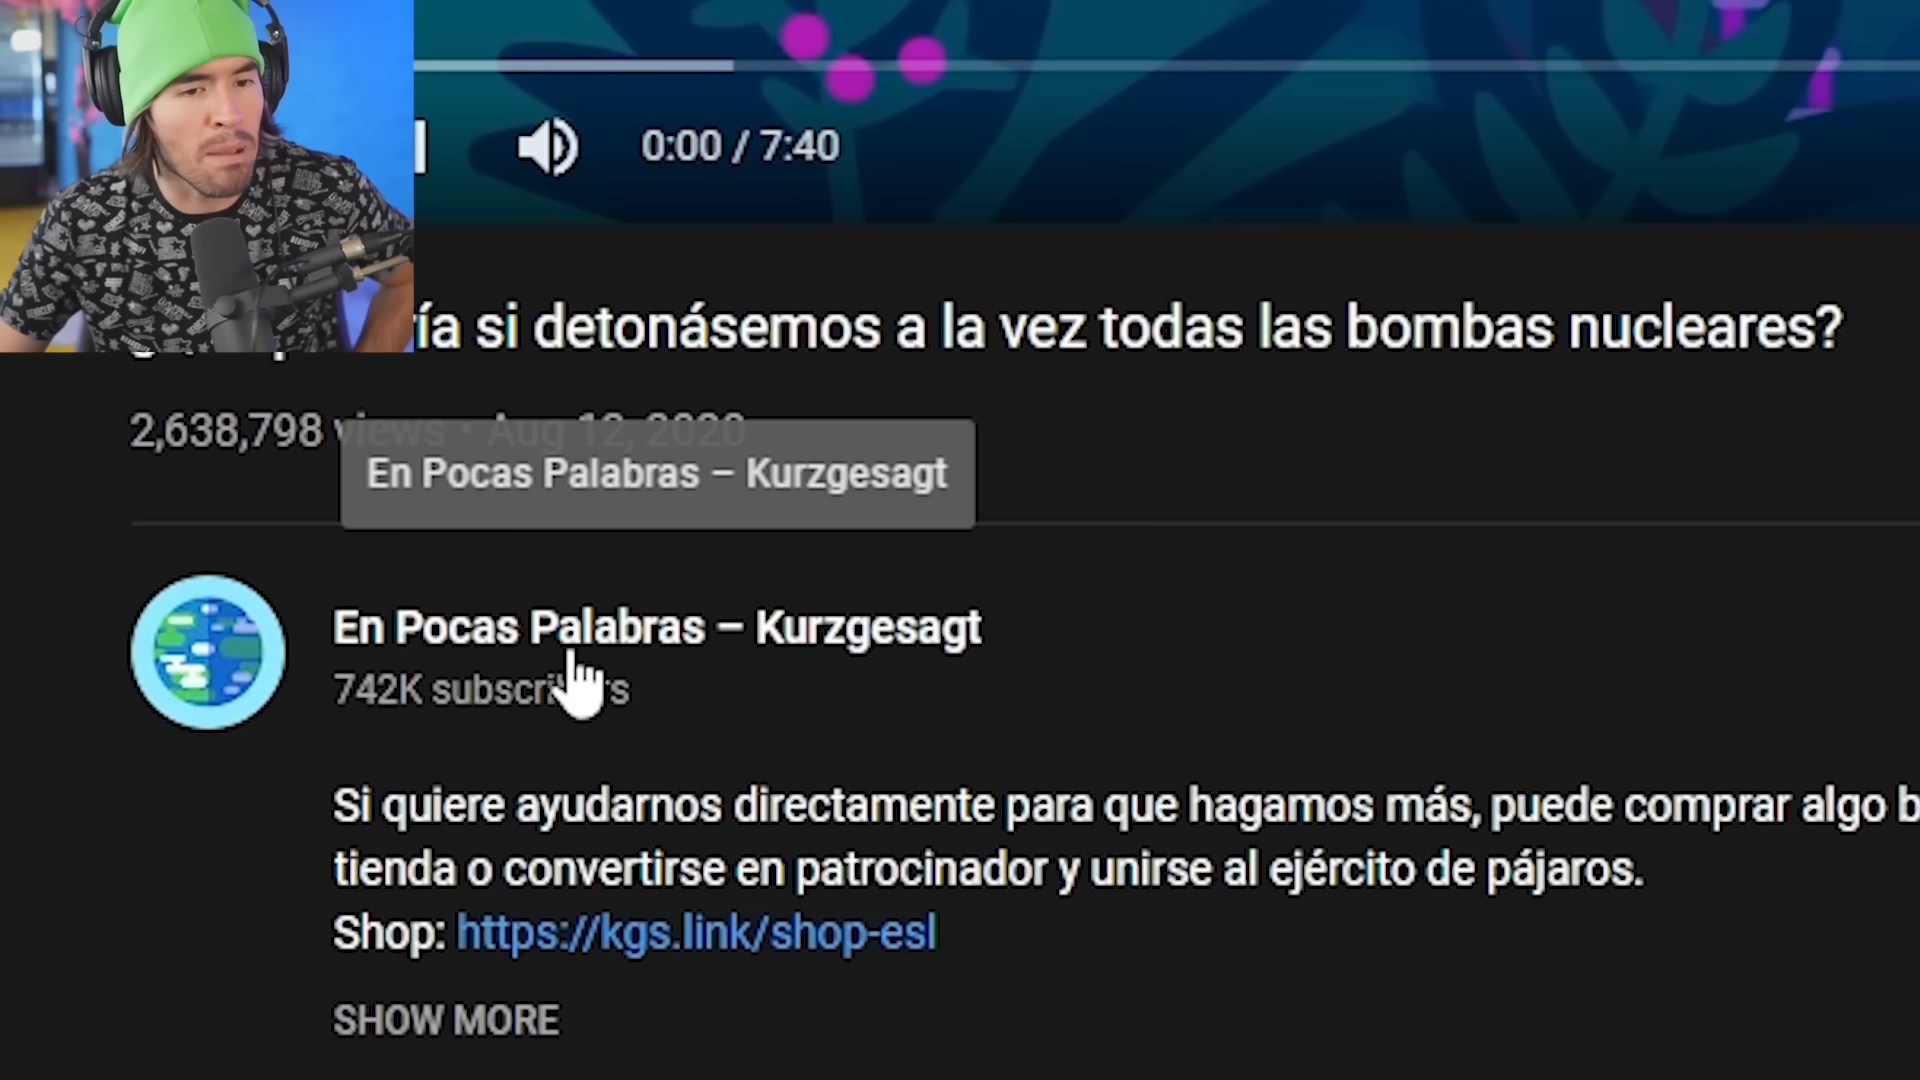 0:00 / 7:40
ía si detonásemos a la vez todas las bombas nucleares?
2,638,798 views • Aug 12, 2020
En Pocas Palabras – Kurzgesagt
En Pocas Palabras – Kurzgesagt
742K subscribers
Si quiere ayudarnos directamente para que hagamos más, puede comprar algo b
tienda o convertirse en patrocinador y unirse al ejército de pájaros.
Shop: https://kgs.link/shop-esl
SHOW MORE